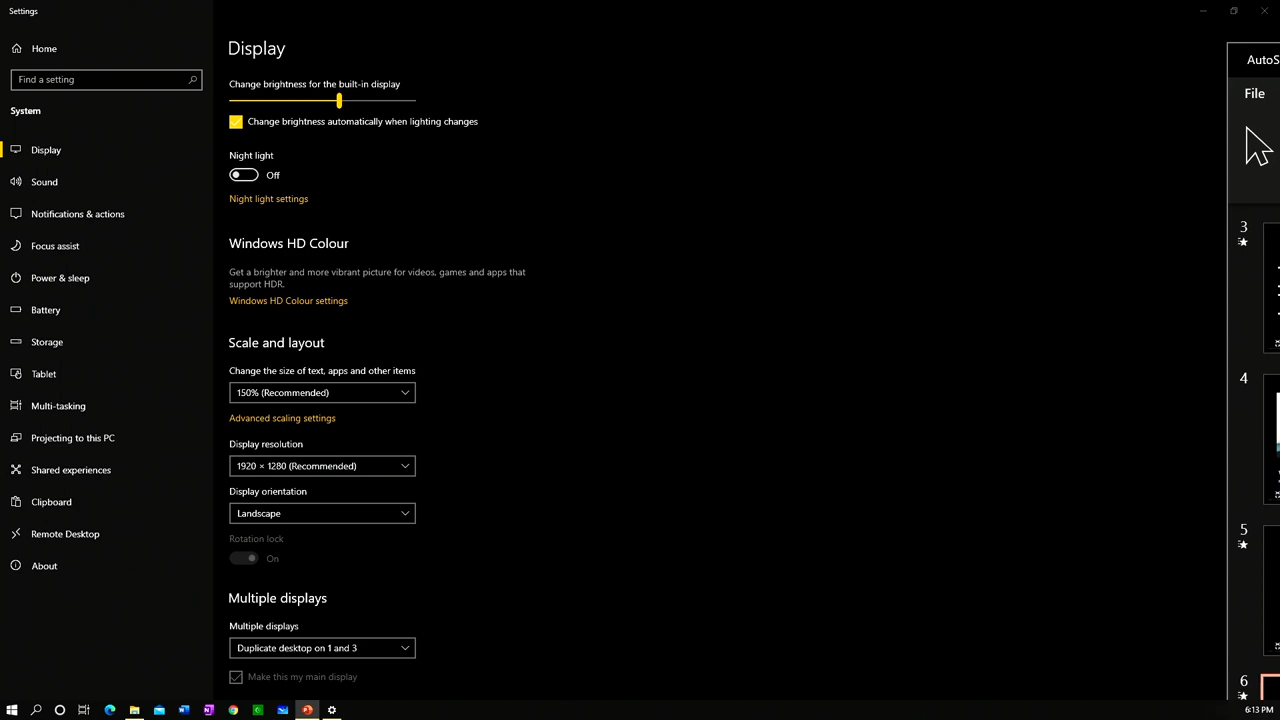 Settings
Home
Find a setting
System
Display
Sound
Notifications & actions
Focus assist
Power & sleep
Battery
Storage
Tablet
Multi-tasking
Projecting to this PC
Shared experiences
Clipboard
Remote Desktop
About
Display
Change brightness for the built-in display
Change brightness automatically when lighting changes
Night light
Off
Night light settings
Windows HD Colour
Get a brighter and more vibrant picture for videos, games and apps that
support HDR.
Windows HD Colour settings
Scale and layout
Change the size of text, apps and other items
150% (Recommended)
Advanced scaling settings
Display resolution
1920 × 1280 (Recommended)
Display orientation
Landscape
Rotation lock
On
Multiple displays
Multiple displays
Duplicate desktop on 1 and 3
Make this my main display
AutoS
File
3
4
5
6
6:13 PM